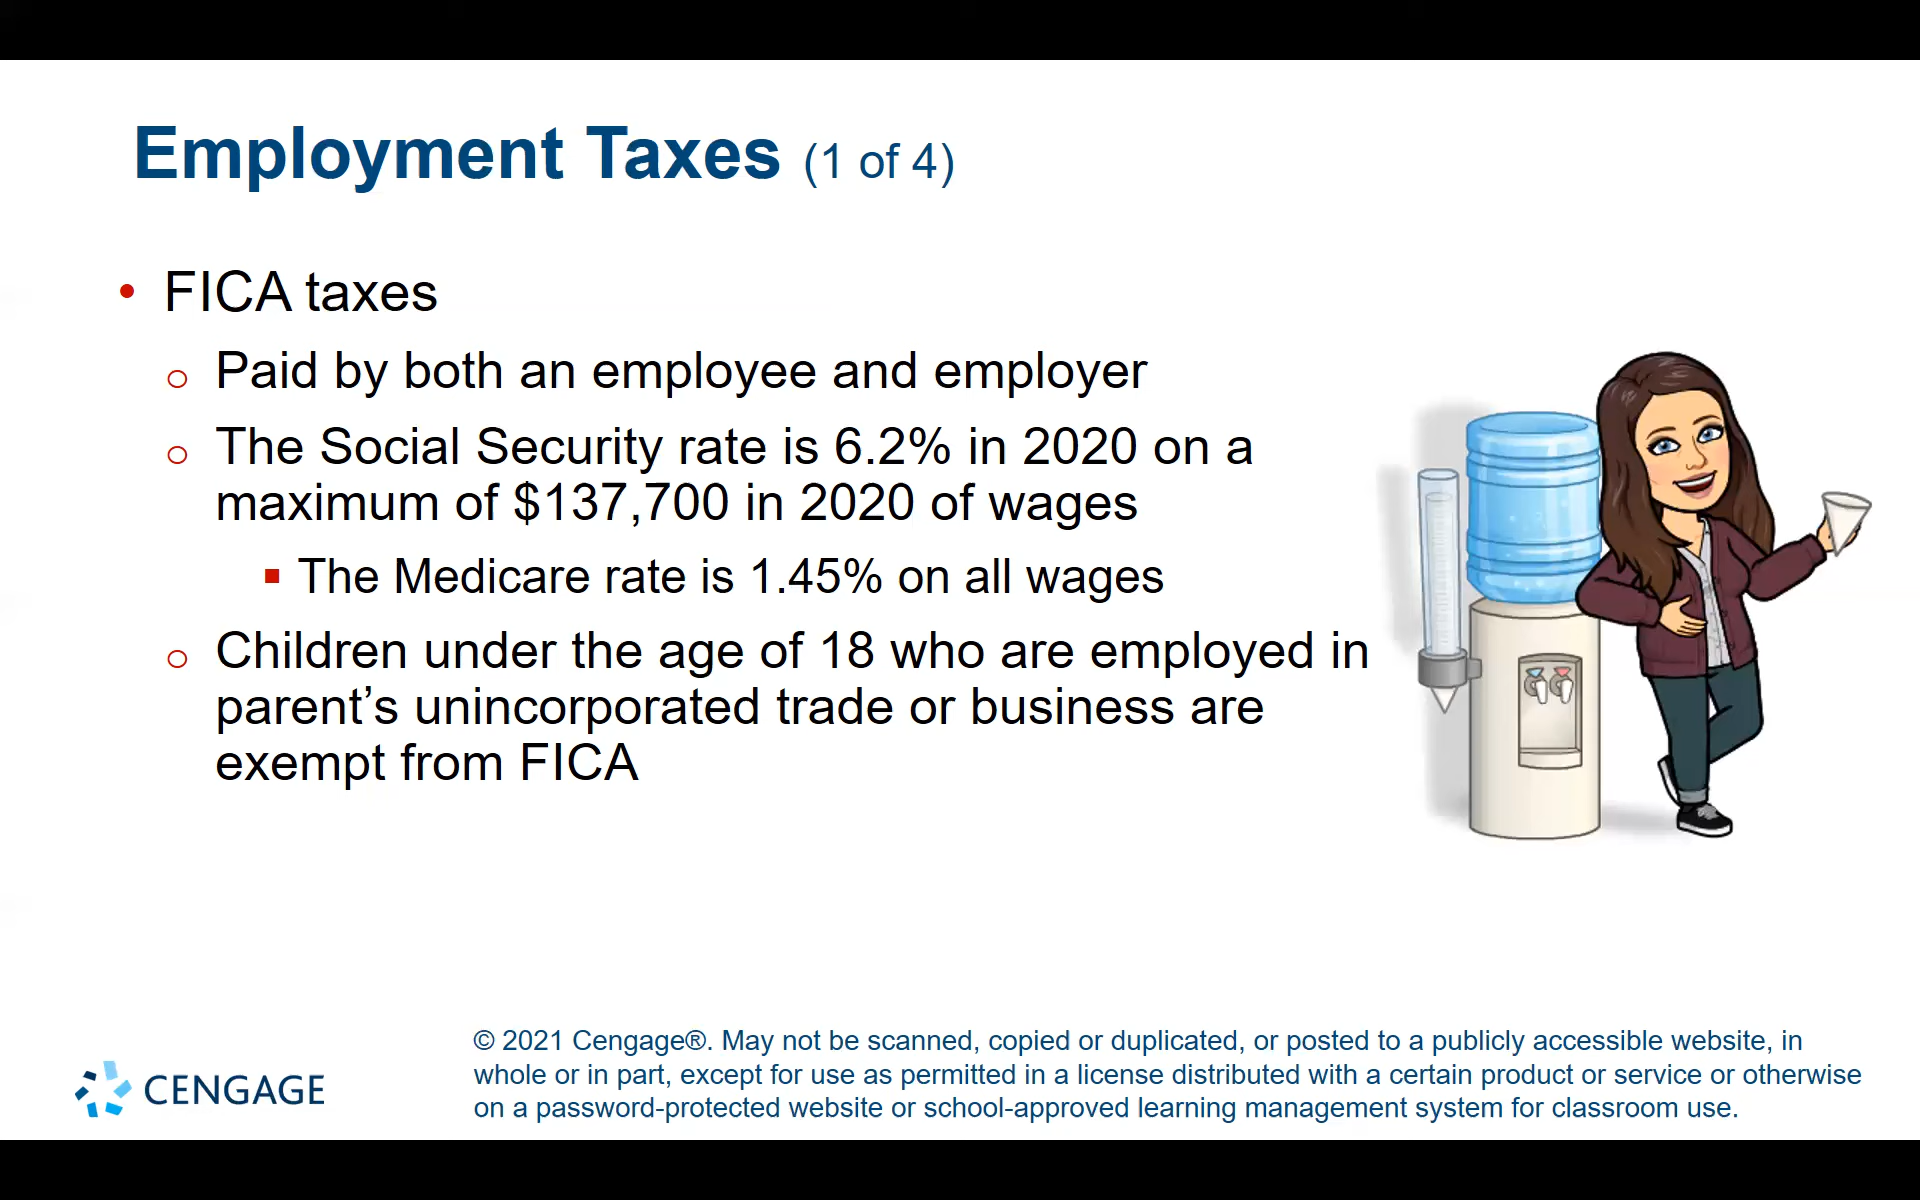 Employment Taxes (1 of 4)
• FICA taxes
o Paid by both an employee and employer
o The Social Security rate is 6.2% in 2020 on a
maximum of $137,700 in 2020 of wages
▪ The Medicare rate is 1.45% on all wages
o Children under the age of 18 who are employed in
parent’s unincorporated trade or business are
exempt from FICA
© 2021 Cengage®. May not be scanned, copied or duplicated, or posted to a publicly accessible website, in
whole or in part, except for use as permitted in a license distributed with a certain product or service or otherwise
on a password-protected website or school-approved learning management system for classroom use.
CENGAGE